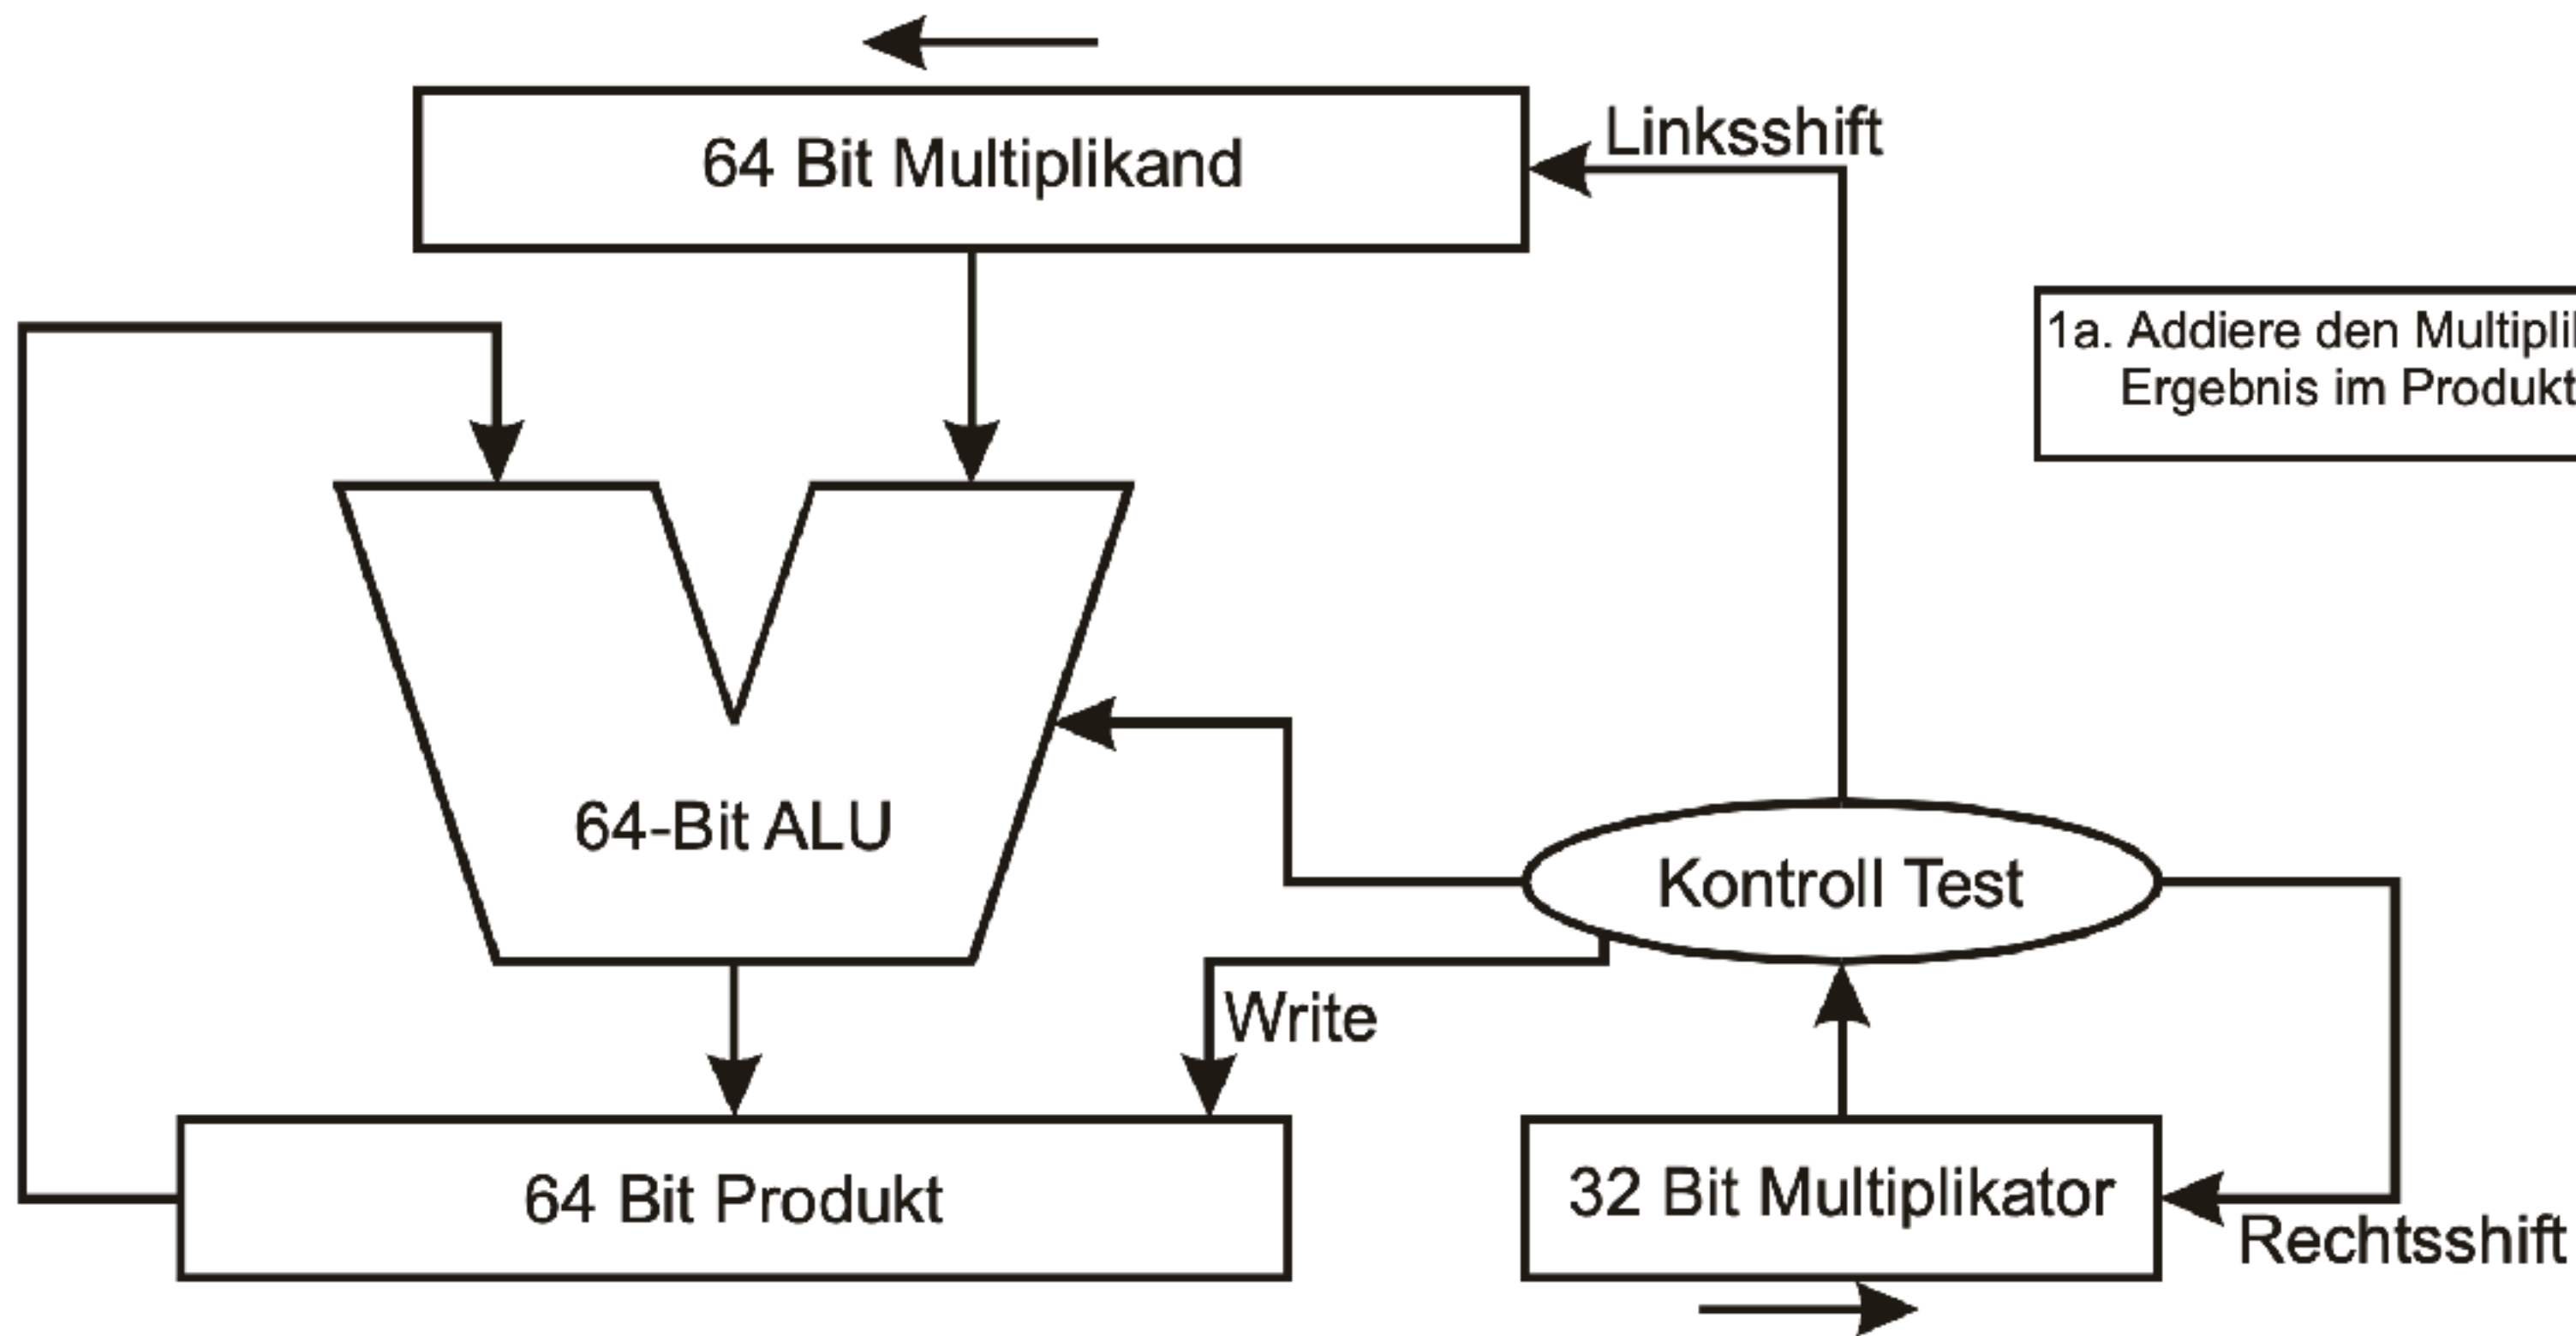 64 Bit Multiplikand
Linksshift
1a. Addiere den
Ergebnis im Produkt
64-Bit ALU
Kontroll Test
Write
64 Bit Produkt
32 Bit Multiplikator
Rechtsshift